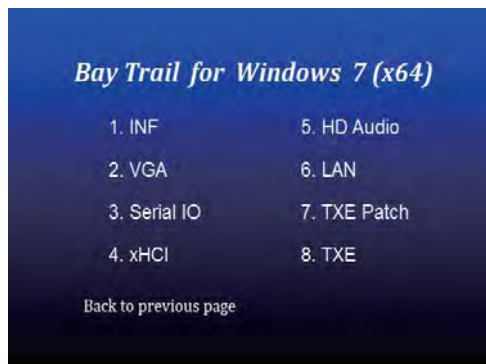 Bay Trail for Windows 7 (x64)
1. INF
2. VGA
3. Serial IO
4. xHCI
5. HD Audio
6. LAN
7. TXE Patch
8. TXE
Back to previous page